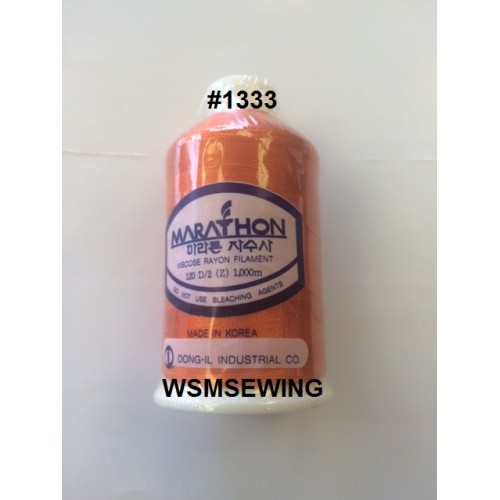 #1333
MARATHON
마라톤 자수사
VISCOSE RAYON FILAMENT
120 D/2 (Z) 1,000m
DO NOT USE BLEACHING AGENTS
MADE IN KOREA
DONG-IL INDUSTRIAL CO.
WSMSEWING